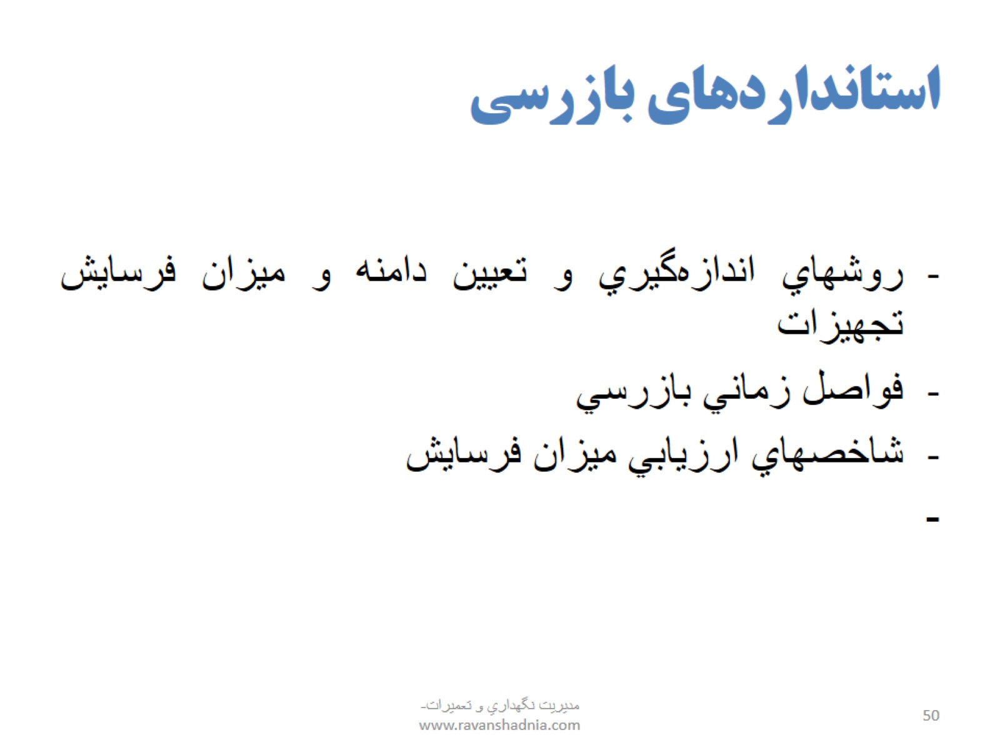 استانداردهای بازرسی
- روشهاي اندازه‌گيري و تعيين دامنه و ميزان فرسايش
تجهيزات
- فواصل زماني بازرسي
- شاخصهاي ارزيابي ميزان فرسايش
-
مديريت نگهداري و تعميرات-
www.ravanshadnia.com
50